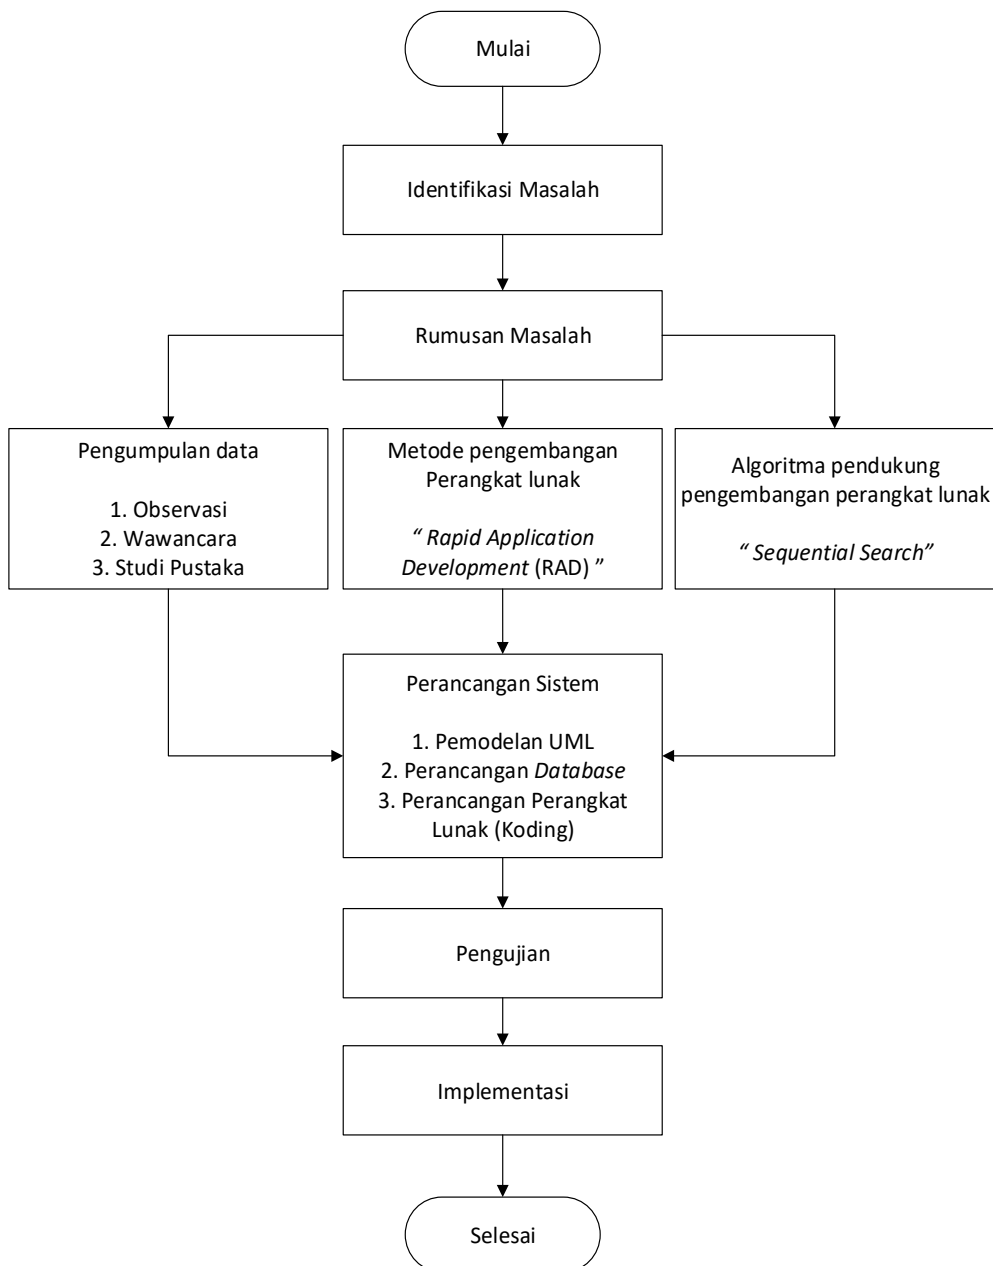 Mulai
Identifikasi Masalah
Rumusan Masalah
Pengumpulan data
1. Observasi
2. Wawancara
3. Studi Pustaka
Metode pengembangan
Perangkat lunak
“ Rapid Application
Development (RAD) ”
Algoritma pendukung
pengembangan perangkat lunak
“ Sequential Search”
Perancangan Sistem
1. Pemodelan UML
2. Perancangan Database
3. Perancangan Perangkat
Lunak (Koding)
Pengujian
Implementasi
Selesai